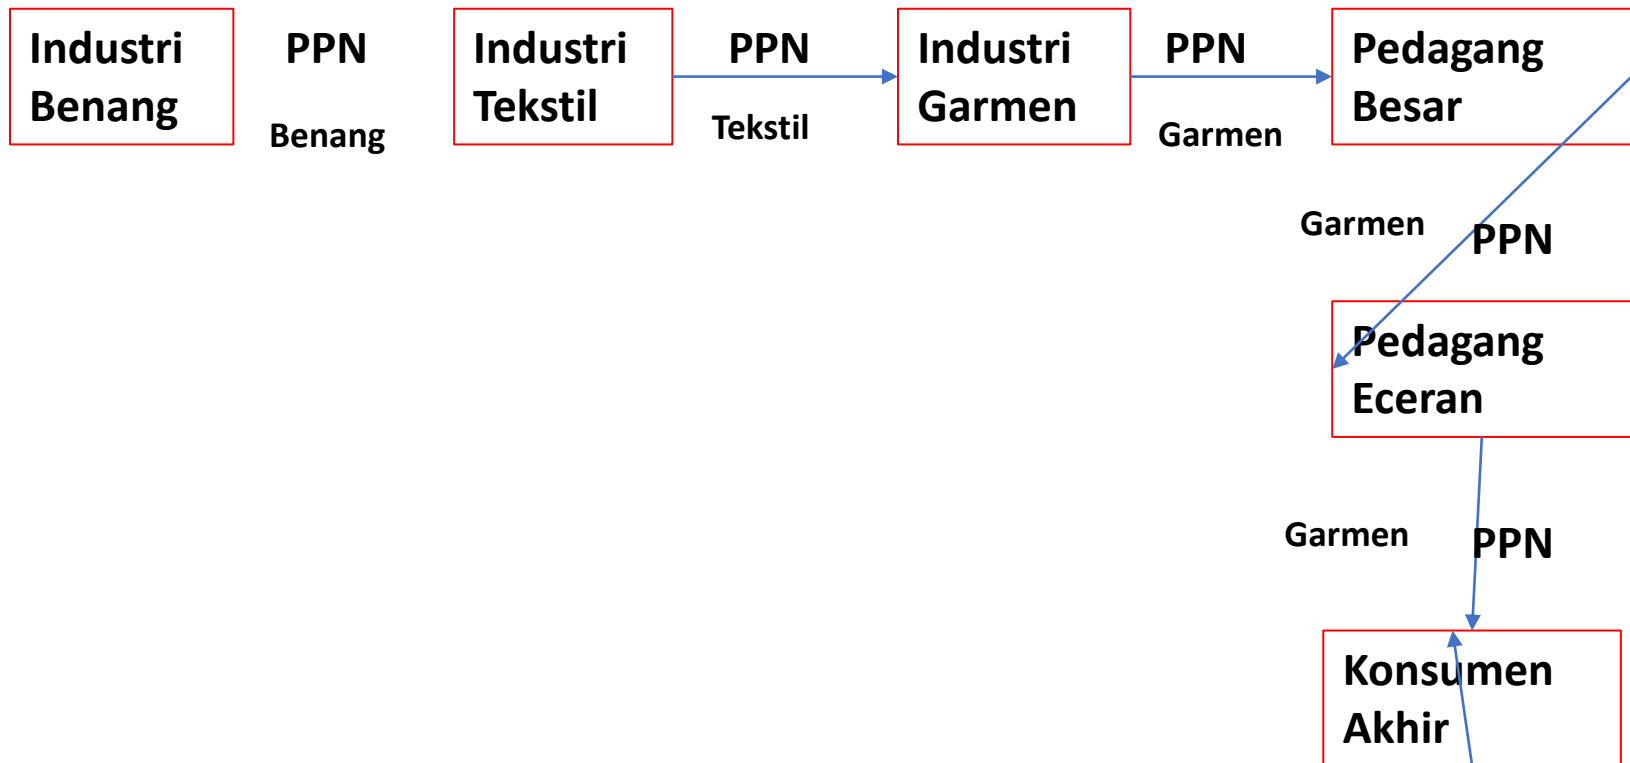 Industri
Benang
PPN
Benang
Industri
Tekstil
PPN
Tekstil
Industri
Garmen
PPN
Garmen
Pedagang
Besar
Garmen
PPN
Pedagang
Eceran
Garmen
PPN
Konsumen
Akhir